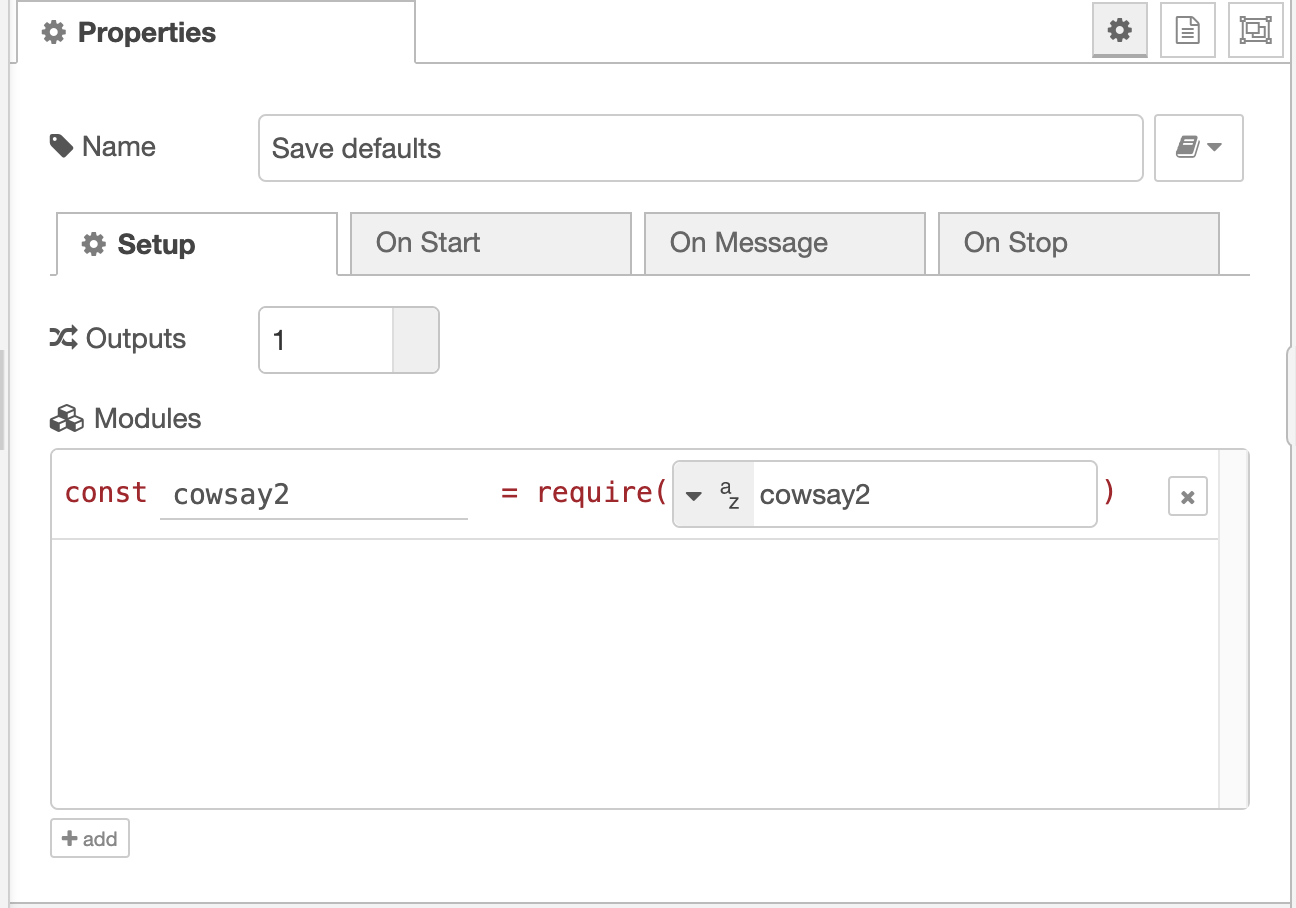 Properties
Name
Save defaults
Setup
On Start
On Message
On Stop
Outputs
1
Modules
const cowsay2 = require( az cowsay2 )
add